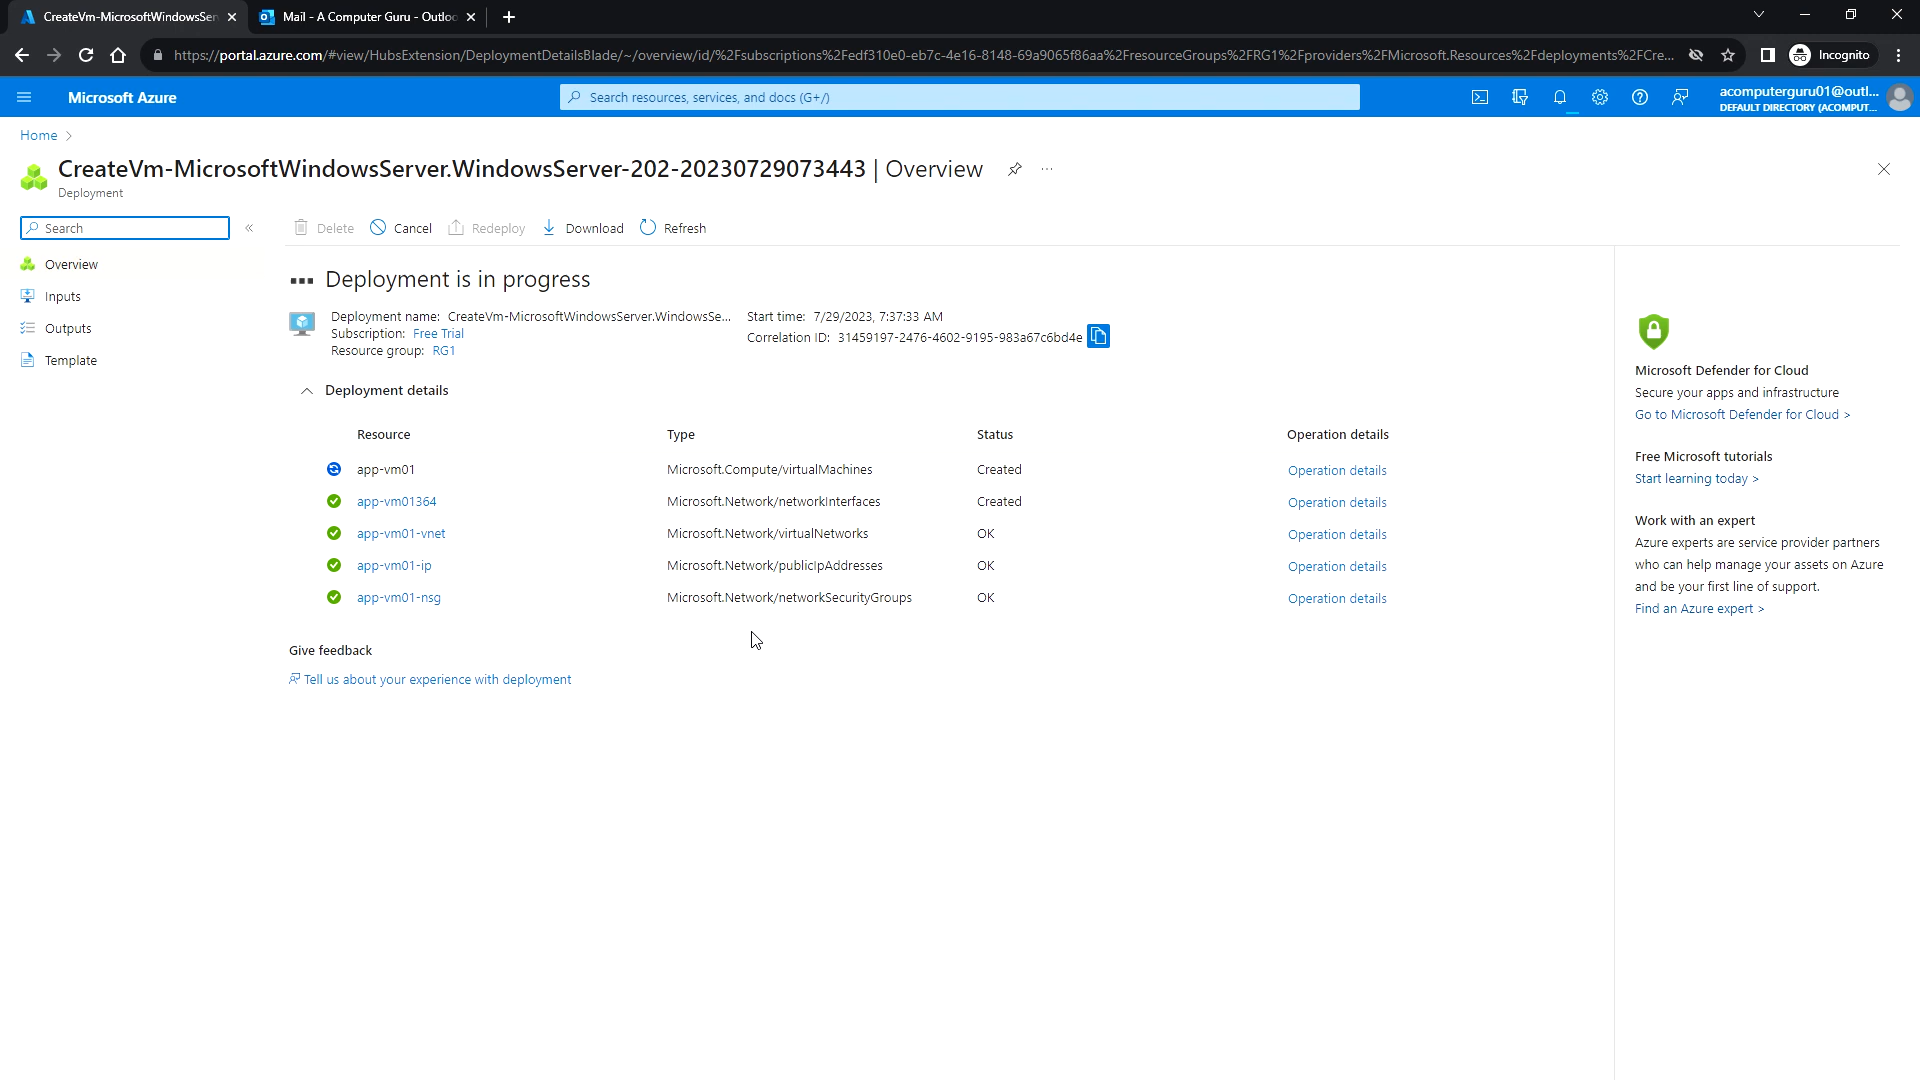 CreateVm-MicrosoftWindowsSer
Mail - A Computer Guru - Outloo
https://portal.azure.com/#view/HubsExtension/DeploymentDetailsBlade/~/overview/id/%2Fsubscriptions%2Fedf310e0-eb7c-4e16-8148-69a9065f86aa%2FresourceGroups%2FRG1%2Fproviders%2FMicrosoft.Resources%2Fdeployments%2FCre...
Incognito
Microsoft Azure
Search resources, services, and docs (G+/)
acomputerguru01@outl...
DEFAULT DIRECTORY (ACOMPUT...
Home >
CreateVm-MicrosoftWindowsServer.WindowsServer-202-20230729073443 | Overview
Deployment
Search
Delete Cancel Redeploy Download Refresh
Overview
Inputs
Outputs
Template
Deployment is in progress
Deployment name: CreateVm-MicrosoftWindowsServer.WindowsSe...
Subscription: Free Trial
Resource group: RG1
Start time: 7/29/2023, 7:37:33 AM
Correlation ID: 31459197-2476-4602-9195-983a67c6bd4e
Deployment details
Resource Type Status Operation details
app-vm01 Microsoft.Compute/virtualMachines Created Operation details
app-vm01364 Microsoft.Network/networkInterfaces Created Operation details
app-vm01-vnet Microsoft.Network/virtualNetworks OK Operation details
app-vm01-ip Microsoft.Network/publicIpAddresses OK Operation details
app-vm01-nsg Microsoft.Network/networkSecurityGroups OK Operation details
Give feedback
Tell us about your experience with deployment
Microsoft Defender for Cloud
Secure your apps and infrastructure
Go to Microsoft Defender for Cloud >
Free Microsoft tutorials
Start learning today >
Work with an expert
Azure experts are service provider partners
who can help manage your assets on Azure
and be your first line of support.
Find an Azure expert >